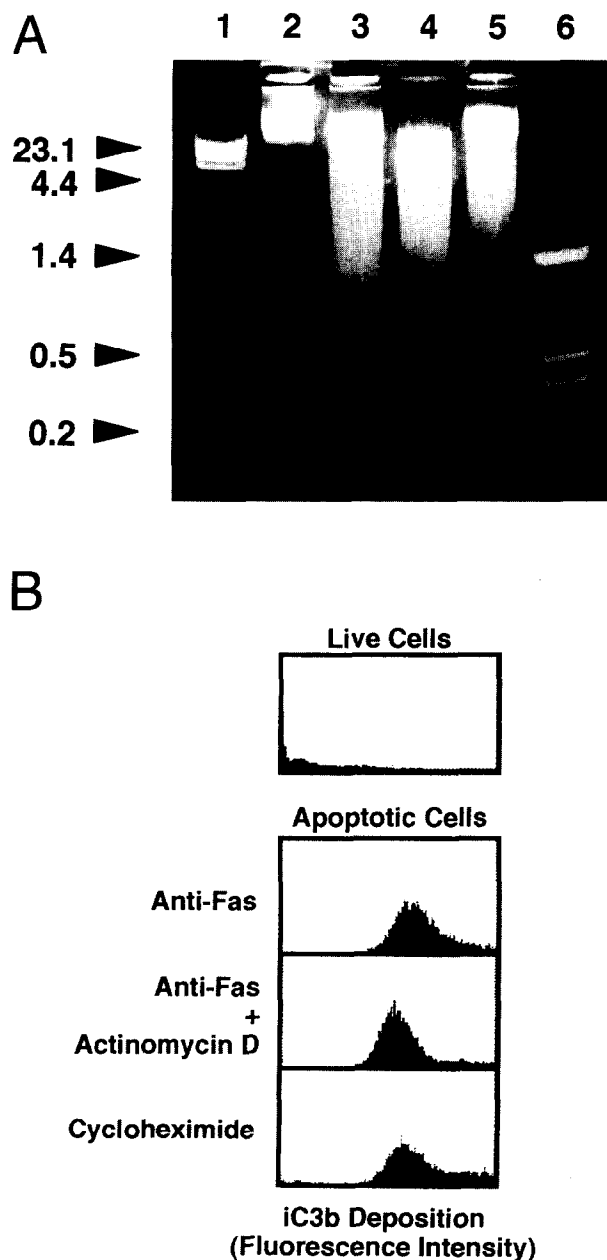 A
1 2 3 4 5 6
23.1
4.4
1.4
0.5
0.2
B
Live Cells
Apoptotic Cells
Anti-Fas
Anti-Fas
+
Actinomycin D
Cycloheximide
iC3b Deposition
(Fluorescence Intensity)